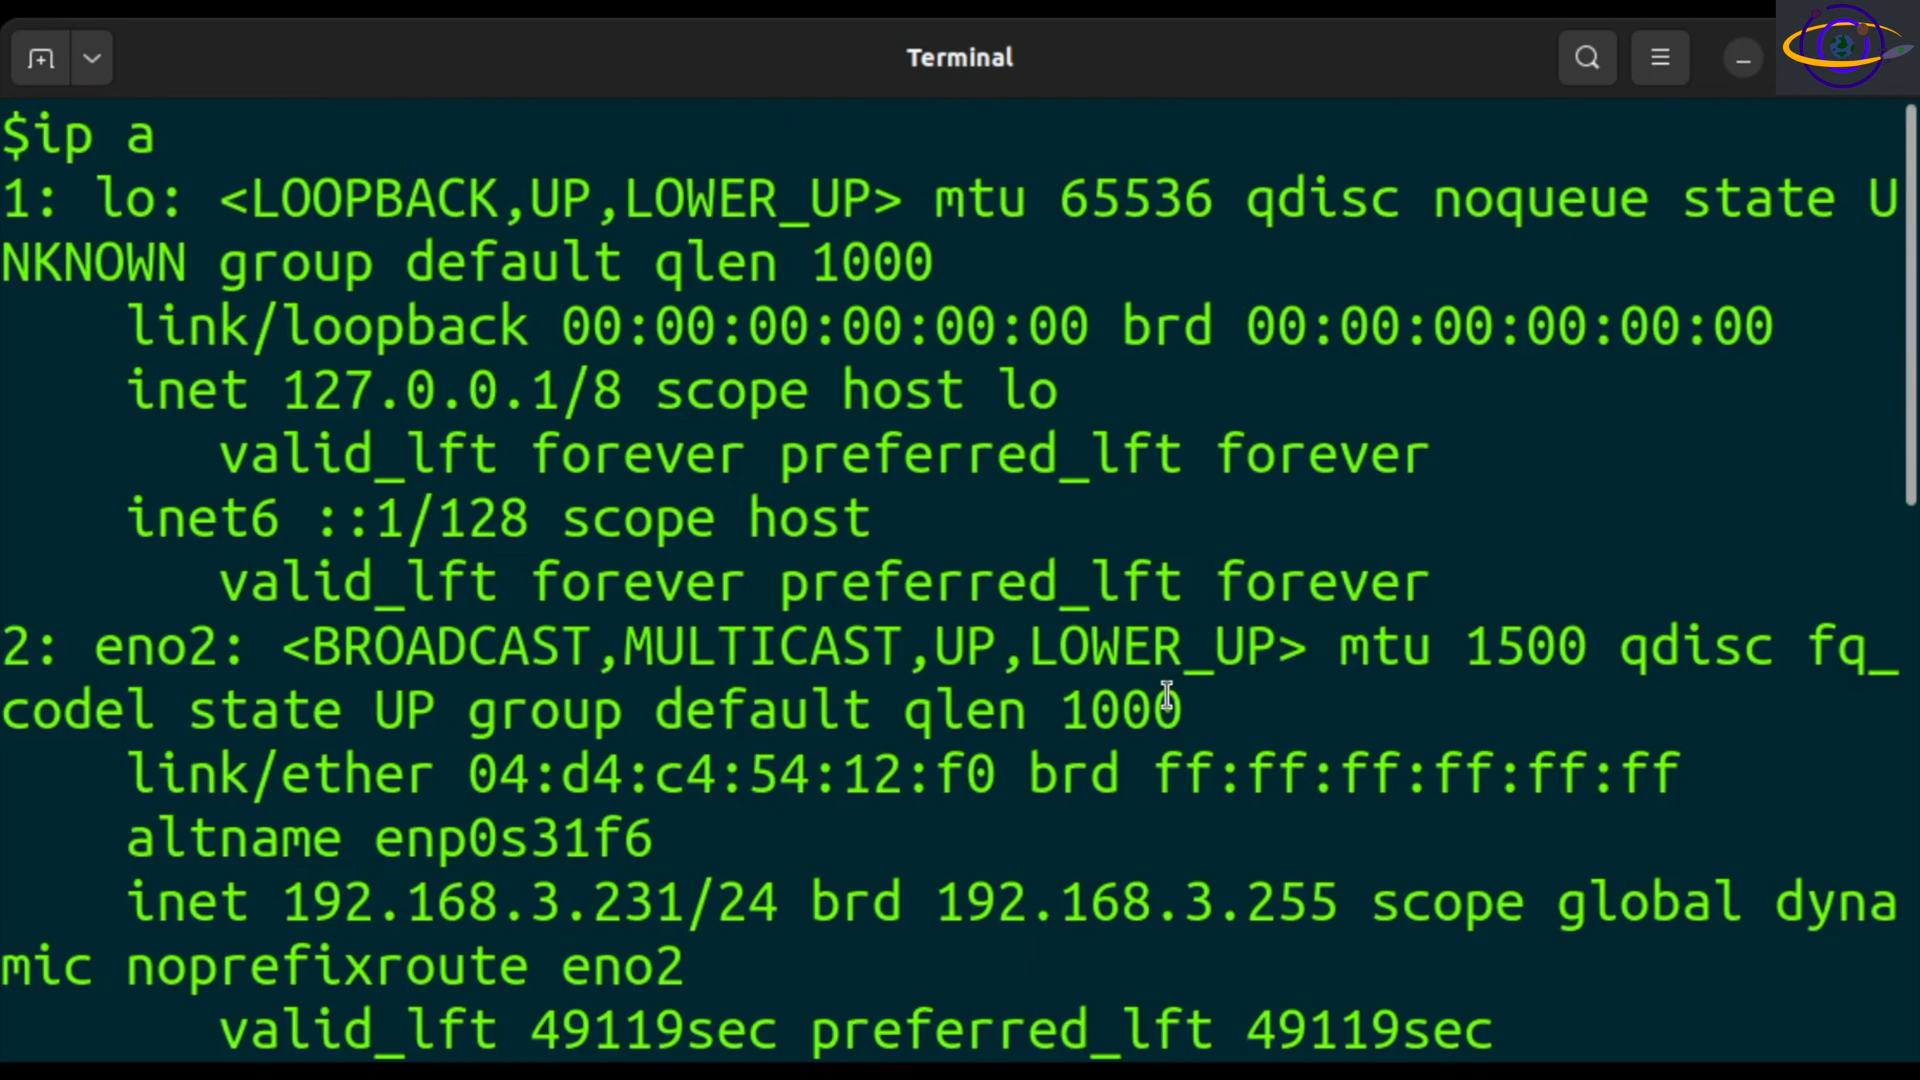 Terminal
$ip a
1: lo: <LOOPBACK,UP,LOWER_UP> mtu 65536 qdisc noqueue state U
NKNOWN group default qlen 1000
    link/loopback 00:00:00:00:00:00 brd 00:00:00:00:00:00
    inet 127.0.0.1/8 scope host lo
       valid_lft forever preferred_lft forever
    inet6 ::1/128 scope host
       valid_lft forever preferred_lft forever
2: eno2: <BROADCAST,MULTICAST,UP,LOWER_UP> mtu 1500 qdisc fq_
codel state UP group default qlen 1000
    link/ether 04:d4:c4:54:12:f0 brd ff:ff:ff:ff:ff:ff
    altname enp0s31f6
    inet 192.168.3.231/24 brd 192.168.3.255 scope global dyna
mic noprefixroute eno2
       valid_lft 49119sec preferred_lft 49119sec